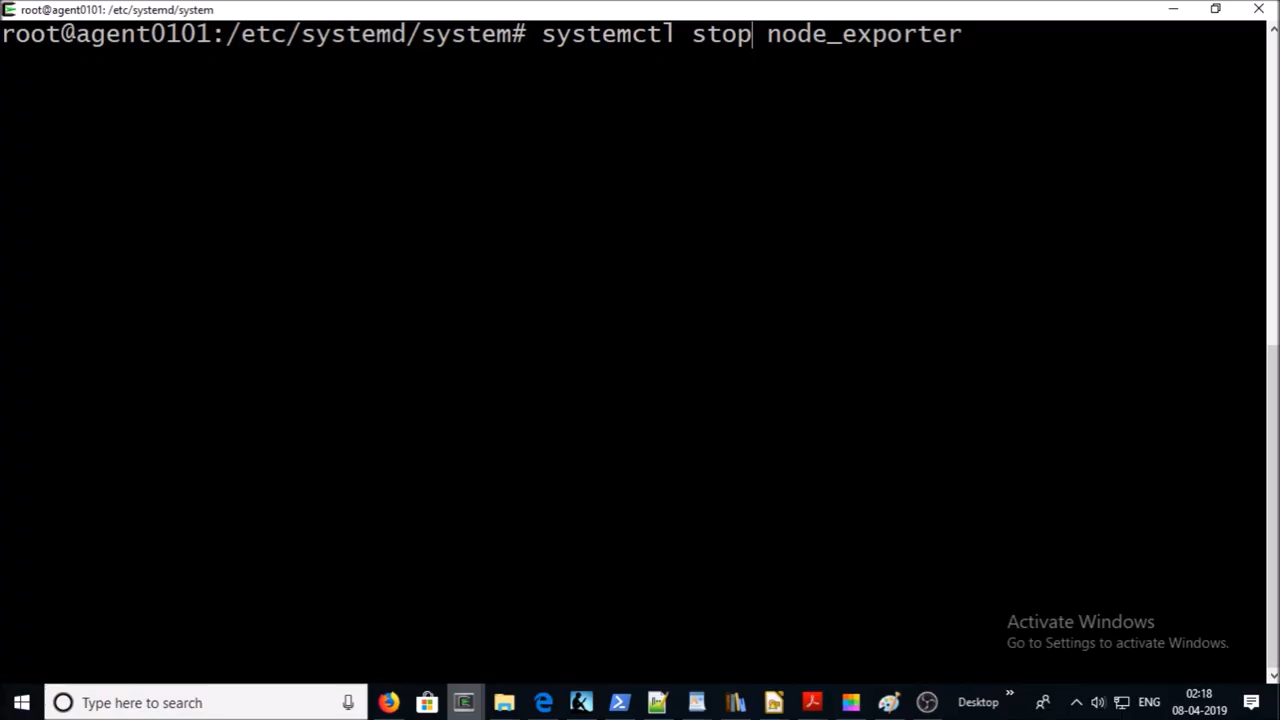 root@agent0101: /etc/systemd/system
root@agent0101:/etc/systemd/system# systemctl stop node_exporter
Activate Windows
Go to Settings to activate Windows.
Type here to search
Desktop
ENG
02:18
08-04-2019